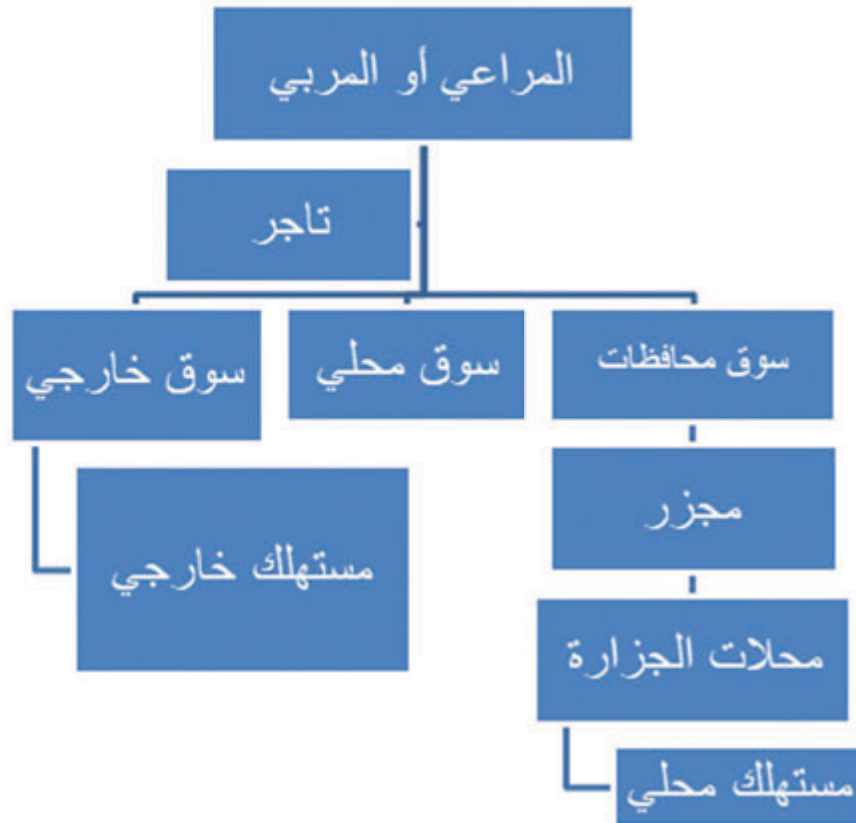 المراعي أو المربي
تاجر
سوق محافظات
سوق محلي
سوق خارجي
مجزر
مستهلك خارجي
محلات الجزارة
مستهلك محلي